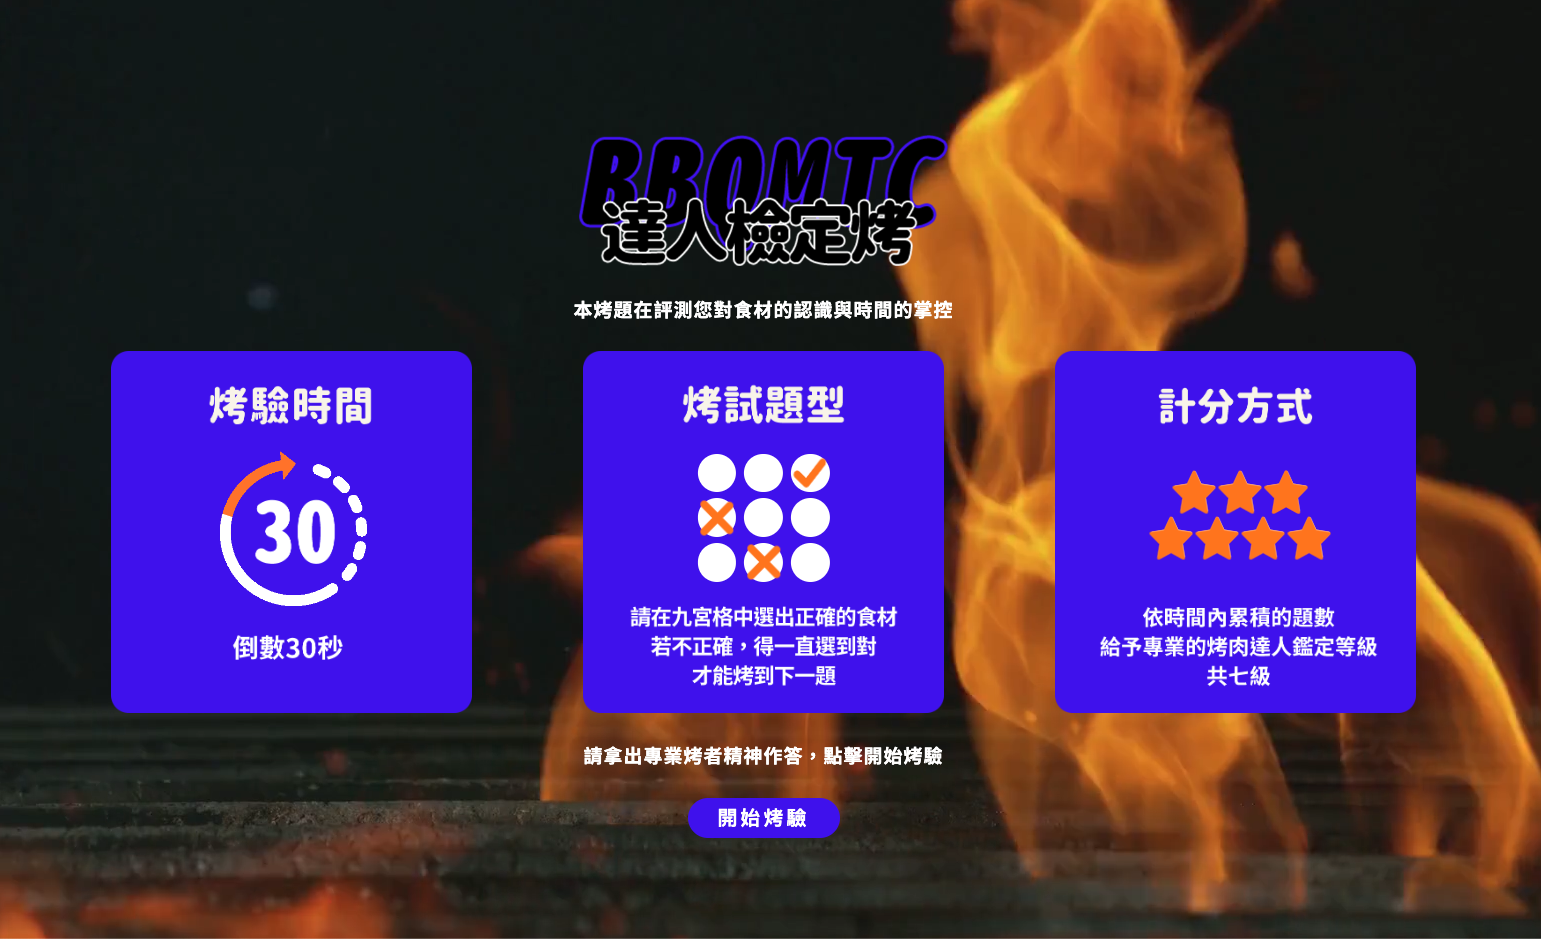 BBQMTC
達人檢定烤
本烤題在評測您對食材的認識與時間的掌控
烤驗時間
30
倒數30秒
烤試題型
請在九宮格中選出正確的食材
若不正確，得一直選到對
才能烤到下一題
計分方式
依時間內累積的題數
給予專業的烤肉達人鑑定等級
共七級
請拿出專業烤者精神作答，點擊開始烤驗
開始烤驗